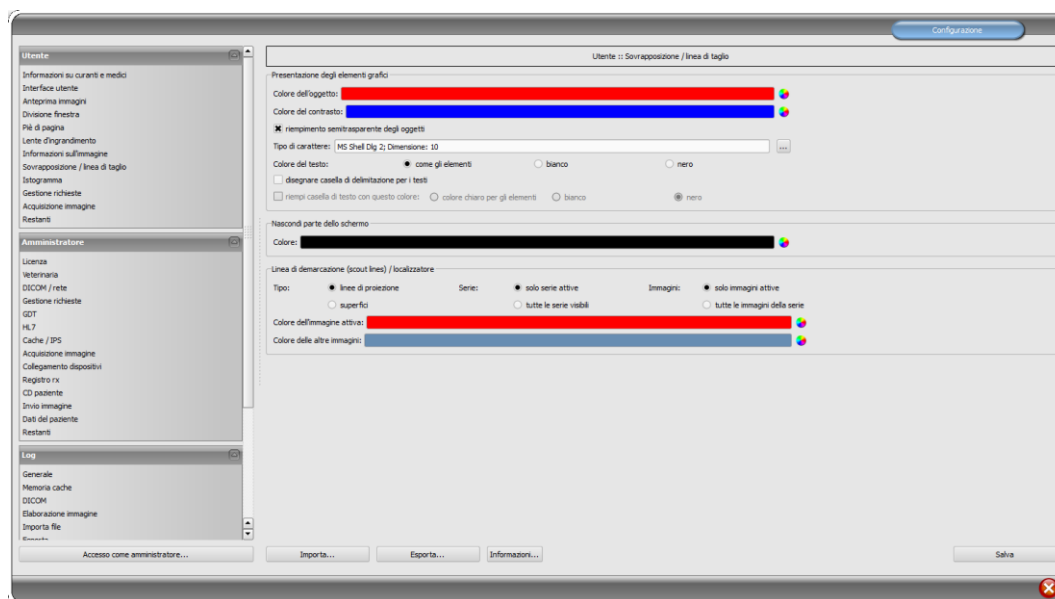 Configurazione
Utente
Informazioni su curanti e medici
Interface utente
Anteprima immagini
Divisione finestra
Piè di pagina
Lente d'ingrandimento
Informazioni sull'immagine
Sovrapposizione / linea di taglio
Istogramma
Gestione richieste
Acquisizione immagine
Restanti
Amministratore
Licenza
Veterinaria
DICOM / rete
Gestione richieste
GDT
HL7
Cache / IPS
Acquisizione immagine
Collegamento dispositivi
Registro rx
CD paziente
Invio immagine
Dati del paziente
Restanti
Log
Generale
Memoria cache
DICOM
Elaborazione immagine
Importa file
Esporta
Accesso come amministratore...
Utente :: Sovrapposizione / linea di taglio
Presentazione degli elementi grafici
Colore dell'oggetto:
Colore del contrasto:
riempimento semitrasparente degli oggetti
Tipo di carattere: MS Shell Dlg 2; Dimensione: 10 ...
Colore del testo: come gli elementi bianco nero
disegnare casella di delimitazione per i testi
riempi casella di testo con questo colore: colore chiaro per gli elementi bianco nero
Nascondi parte dello schermo
Colore:
Linea di demarcazione (scout lines) / localizzatore
Tipo: linee di proiezione Serie: solo serie attive Immagini: solo immagini attive
superfici tutte le serie visibili tutte le immagini della serie
Colore dell'immagine attiva:
Colore delle altre immagini:
Importa... Esporta... Informazioni... Salva